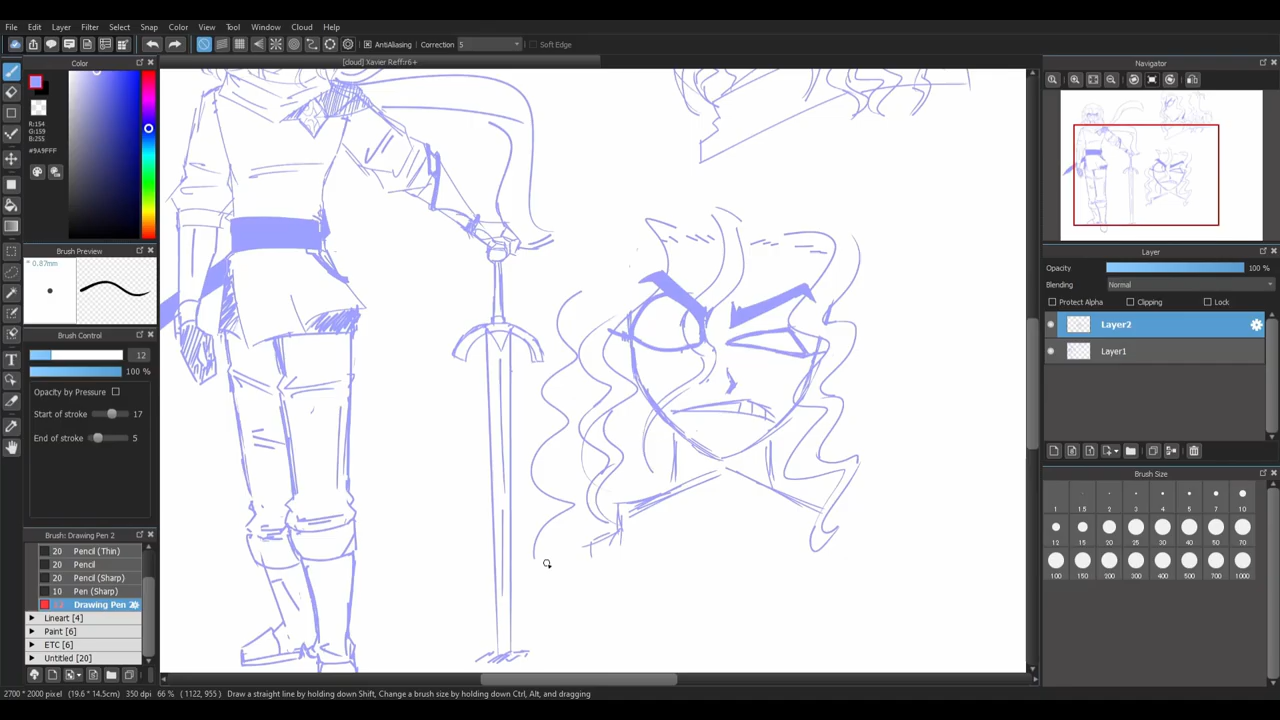 File Edit Layer Filter Select Snap Color View Tool Window Cloud Help
AntiAliasing Correction 5 Soft Edge
Color
[cloud] Xavier Reff:r6+
Navigator
R:154
G:159
B:255
#9A9FFF
Brush Preview
* 0.87mm
Layer
Opacity 100 %
Blending Normal
Protect Alpha Clipping Lock
Layer2
Layer1
Brush Control
12
100 %
Opacity by Pressure
Start of stroke 17
End of stroke 5
Brush Size
1 1.5 2 3 4 5 7 10
12 15 20 25 30 40 50 70
100 150 200 300 400 500 700 1000
Brush: Drawing Pen 2
20 Pencil (Thin)
20 Pencil
20 Pencil (Sharp)
10 Pen (Sharp)
Drawing Pen 2
Lineart [4]
Paint [6]
ETC [6]
Untitled [20]
2700 * 2000 pixel (19.6 * 14.5cm) 350 dpi 66 % ( 1122, 955 ) Draw a straight line by holding down Shift, Change a brush size by holding down Ctrl, Alt, and dragging